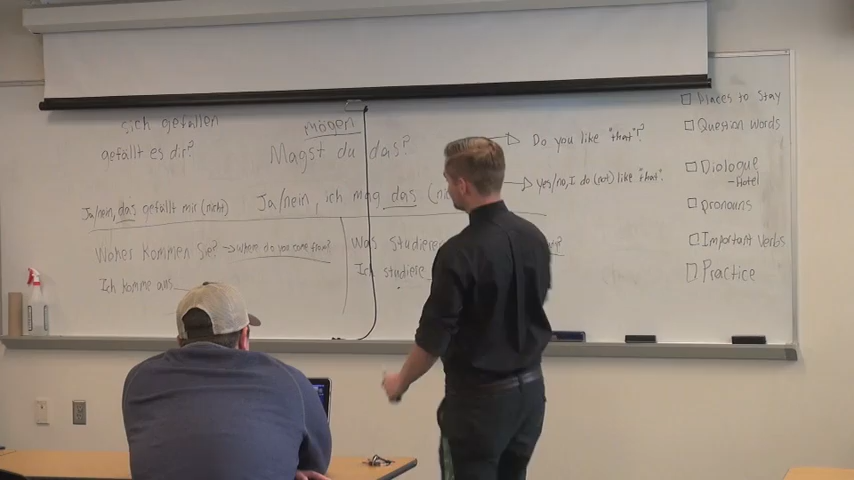 sich gefallen
gefällt es dir?
Ja/nein, das gefällt mir (nicht)
mögen
Magst du das?
Ja/Nein, ich mag das
Do you like "that"?
Yes/no, I do (not) like "that".
Woher kommen Sie? → where do you come from?
Ich komme aus
Was studieren
Ich studiere
Places to Stay
Question words
Dialogue
-Hotel
pronouns
Important Verbs
Practice